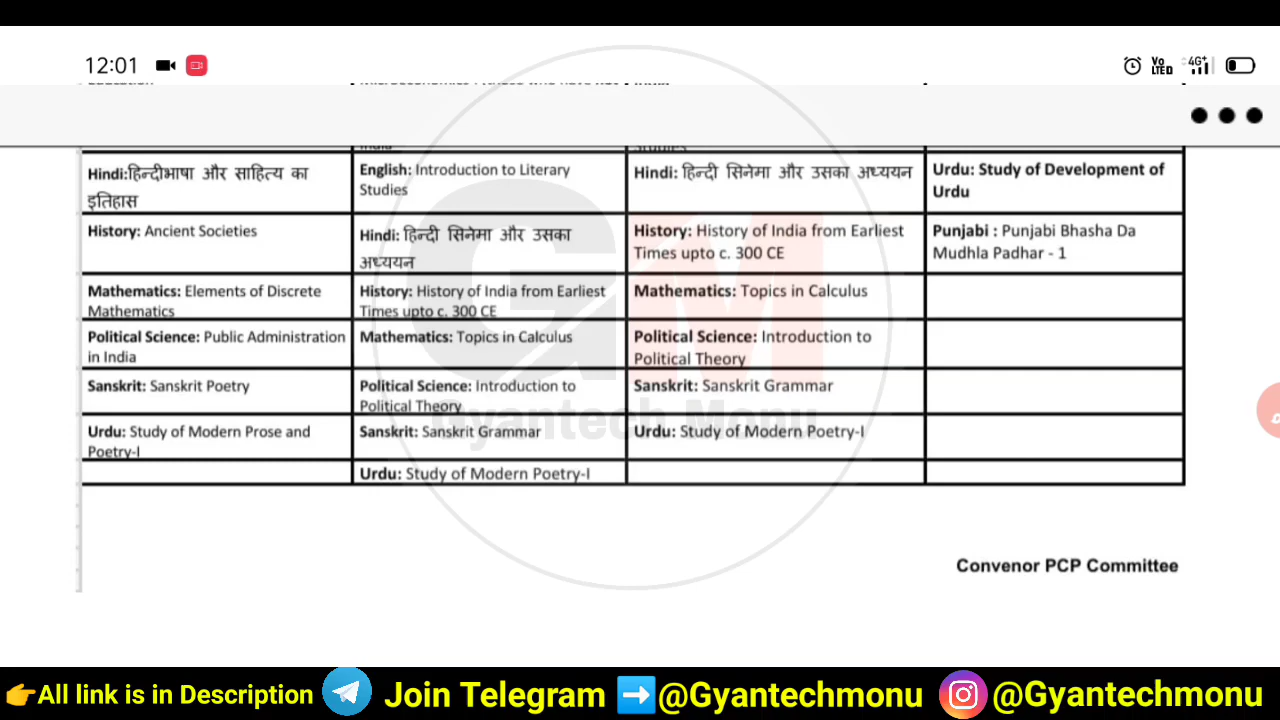 12:01
Vo
LTED
4G+
Hindi:हिन्दीभाषा और साहित्य का
इतिहास
English: Introduction to Literary
Studies
Hindi: हिन्दी सिनेमा और उसका अध्ययन
Urdu: Study of Development of
Urdu
History: Ancient Societies
Hindi: हिन्दी सिनेमा और उसका
अध्ययन
History: History of India from Earliest
Times upto c. 300 CE
Punjabi : Punjabi Bhasha Da
Mudhla Padhar - 1
Mathematics: Elements of Discrete
Mathematics
History: History of India from Earliest
Times upto c. 300 CE
Mathematics: Topics in Calculus
Political Science: Public Administration
in India
Mathematics: Topics in Calculus
Political Science: Introduction to
Political Theory
Sanskrit: Sanskrit Poetry
Political Science: Introduction to
Political Theory
Sanskrit: Sanskrit Grammar
Urdu: Study of Modern Prose and
Poetry-I
Sanskrit: Sanskrit Grammar
Urdu: Study of Modern Poetry-I
Urdu: Study of Modern Poetry-I
GM
Gyantech Monu
Convenor PCP Committee
All link is in Description
Join Telegram
@Gyantechmonu
@Gyantechmonu